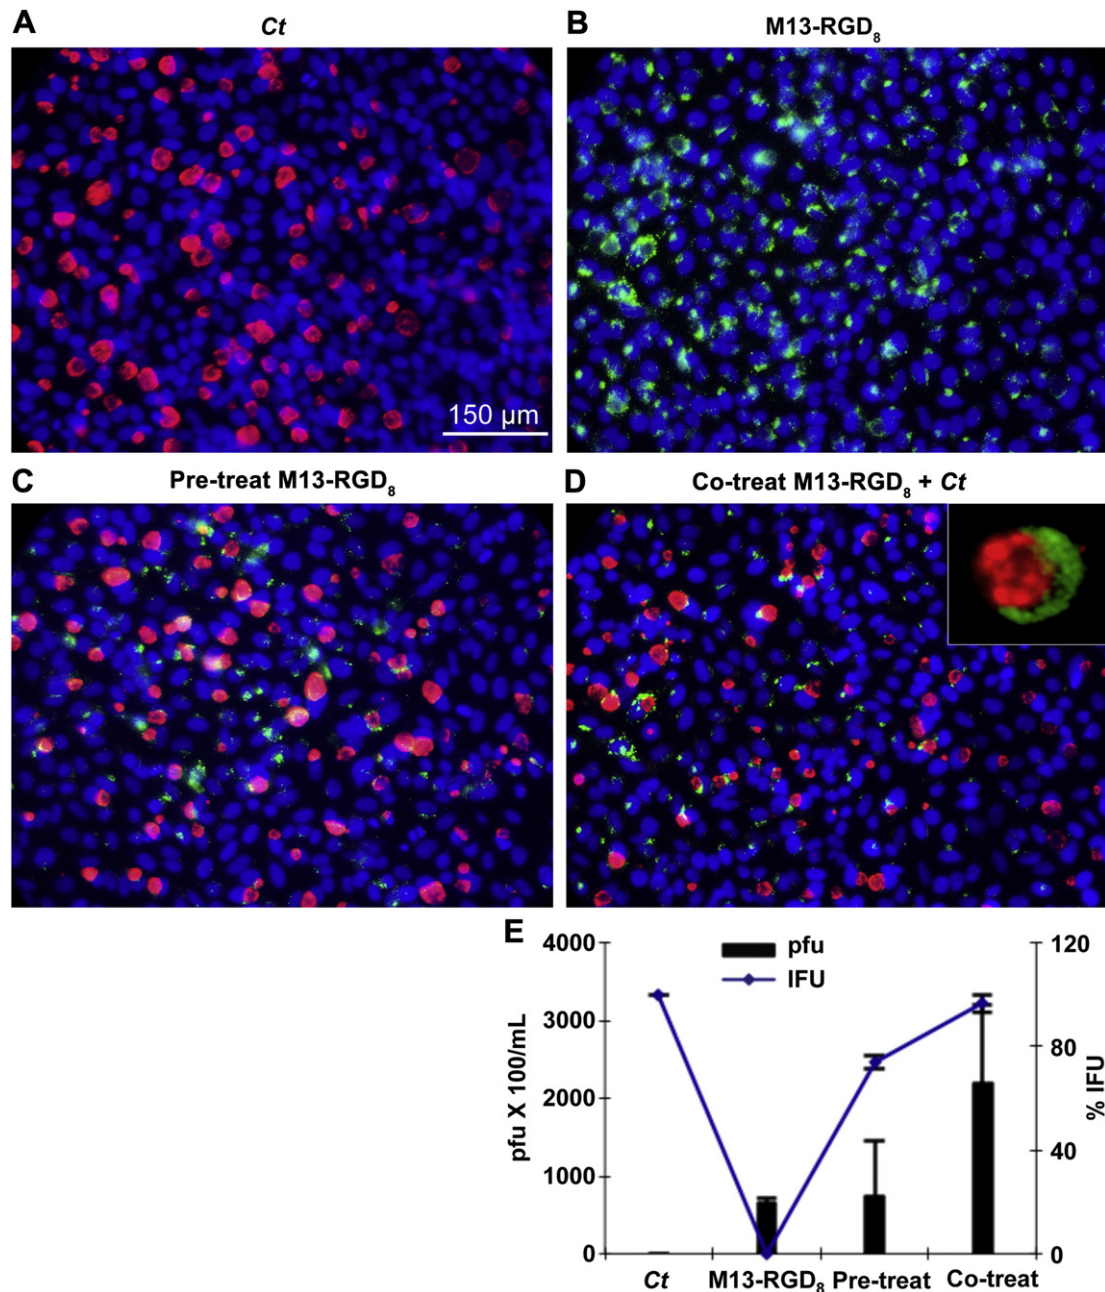 A Ct
B M13-RGD8
150 µm
C Pre-treat M13-RGD8
D Co-treat M13-RGD8 + Ct
E
pfu
IFU
4000
3000
2000
1000
0
pfu X 100/mL
120
80
40
0
% IFU
Ct M13-RGD8 Pre-treat Co-treat